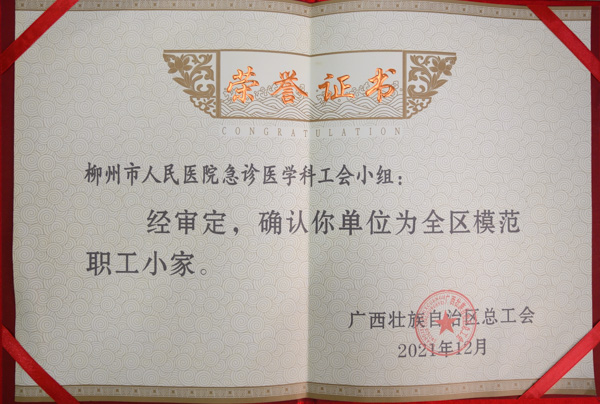 荣誉证书
CONGRATULATION
柳州市人民医院急诊医学科工会小组：
经审定，确认你单位为全区模范
职工小家。
广西壮族自治区总工会
2021年12月